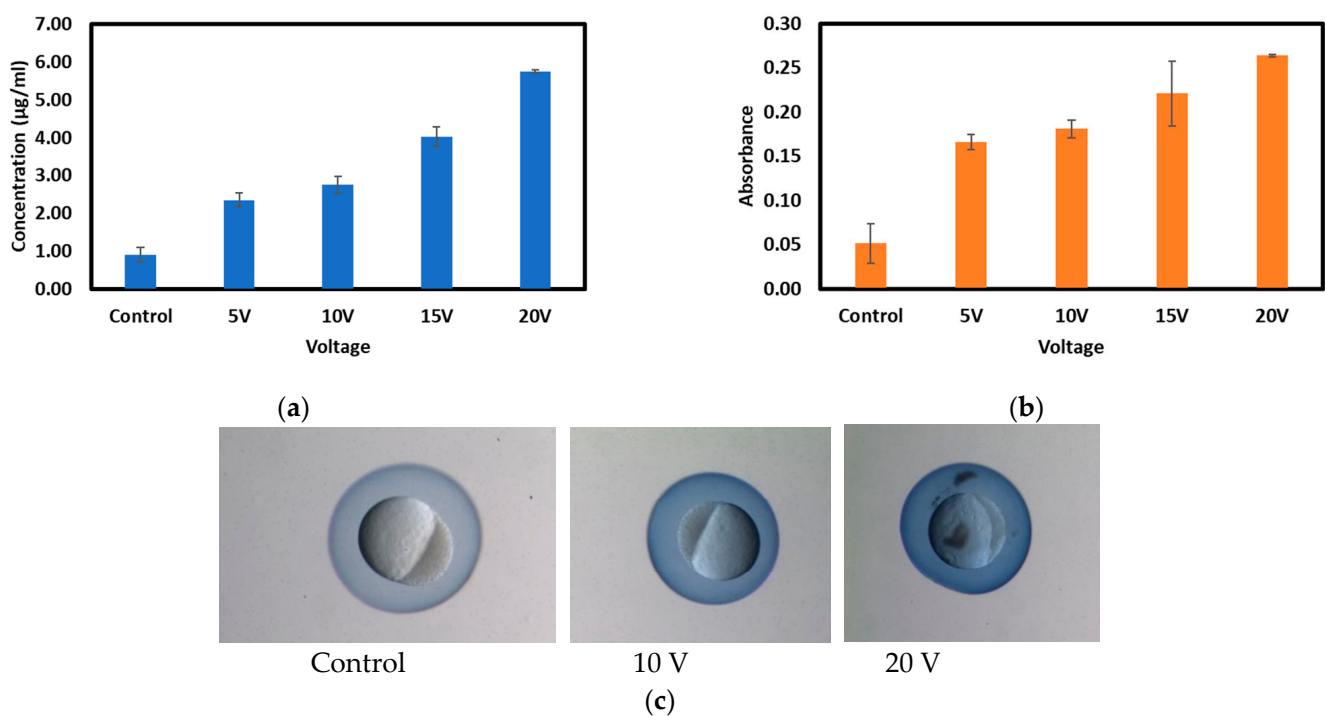 7.00
6.00
5.00
4.00
3.00
2.00
1.00
0.00
Concentration (µg/ml)
Control 5V 10V 15V 20V
Voltage
(a)
0.30
0.25
0.20
0.15
0.10
0.05
0.00
Absorbance
Control 5V 10V 15V 20V
Voltage
(b)
Control 10 V 20 V
(c)